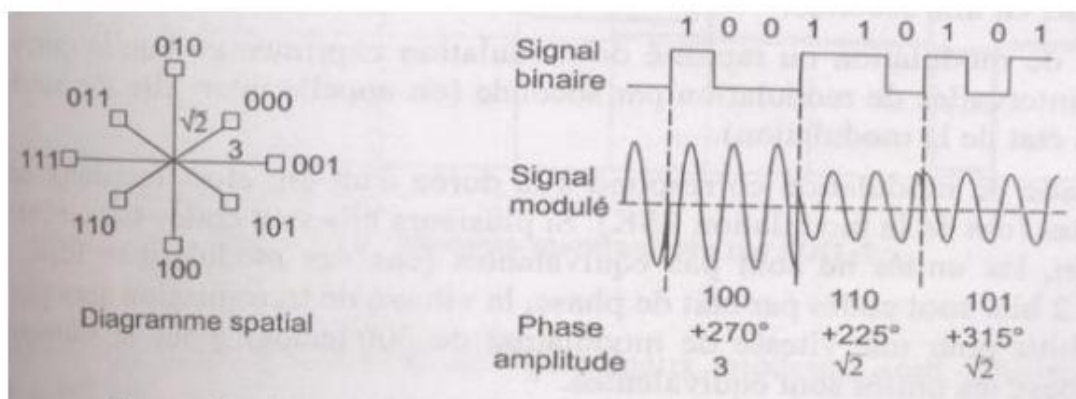 010
011
000
√2
3
111
001
110
101
100
Diagramme spatial
1 0 0 1 1 0 1 0 1
Signal
binaire
Signal
modulé
100 110 101
Phase +270° +225° +315°
amplitude 3 √2 √2